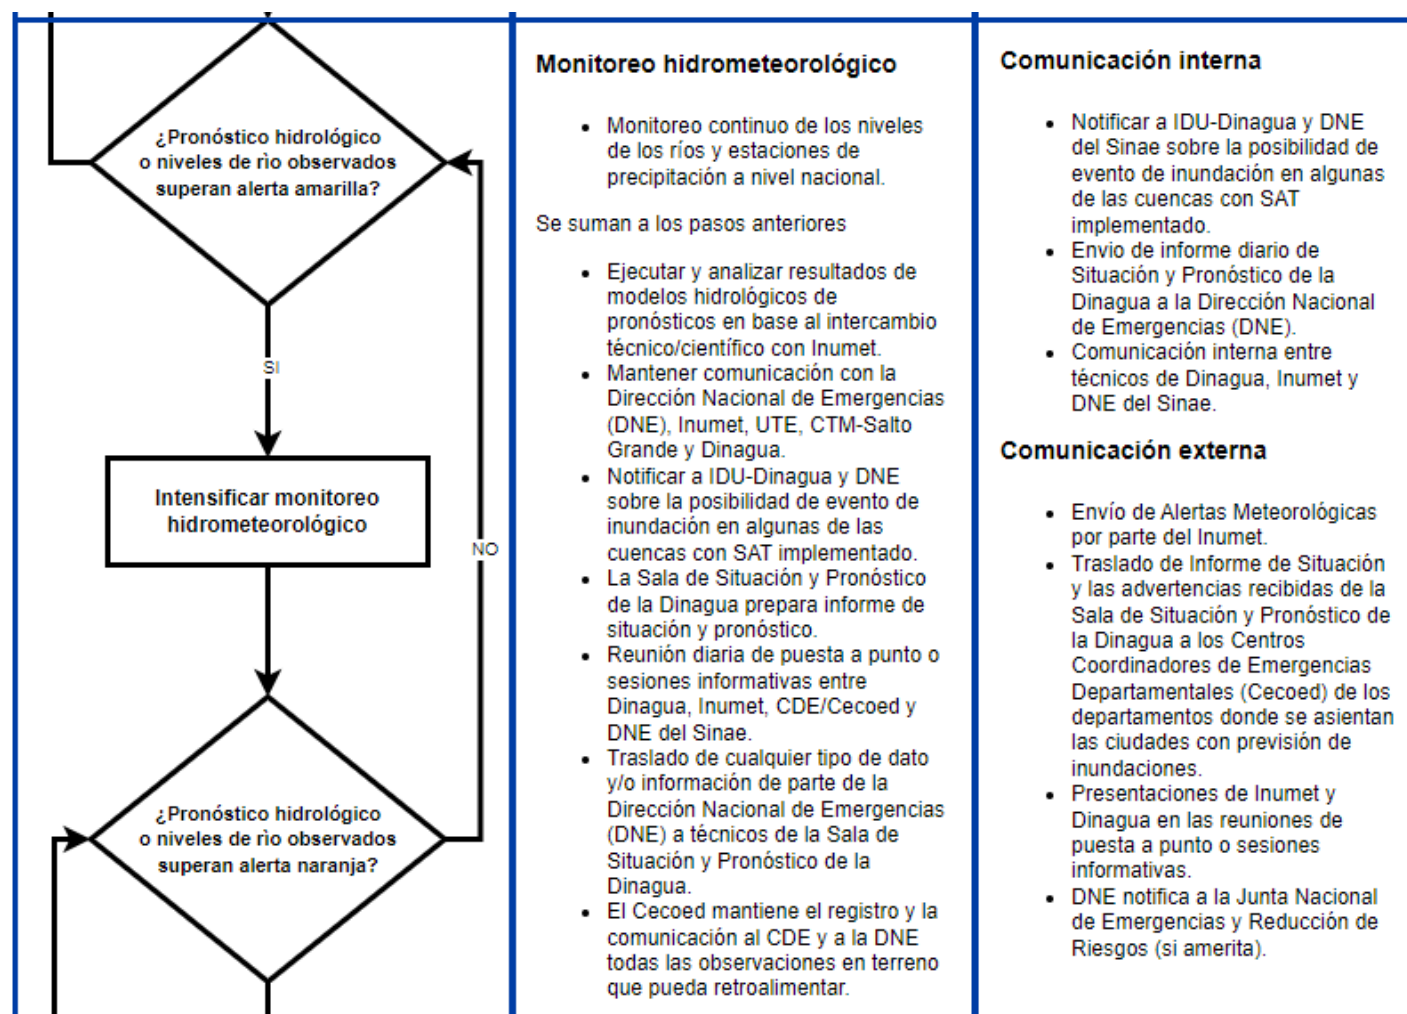 ¿Pronóstico hidrológico
o niveles de rìo observados
superan alerta amarilla?
SI
Intensificar monitoreo
hidrometeorológico
NO
¿Pronóstico hidrológico
o niveles de rìo observados
superan alerta naranja?
Monitoreo hidrometeorológico
• Monitoreo continuo de los niveles
de los ríos y estaciones de
precipitación a nivel nacional.
Se suman a los pasos anteriores
• Ejecutar y analizar resultados de
modelos hidrológicos de
pronósticos en base al intercambio
técnico/científico con Inumet.
• Mantener comunicación con la
Dirección Nacional de Emergencias
(DNE), Inumet, UTE, CTM-Salto
Grande y Dinagua.
• Notificar a IDU-Dinagua y DNE
sobre la posibilidad de evento de
inundación en algunas de las
cuencas con SAT implementado.
• La Sala de Situación y Pronóstico
de la Dinagua prepara informe de
situación y pronóstico.
• Reunión diaria de puesta a punto o
sesiones informativas entre
Dinagua, Inumet, CDE/Cecoed y
DNE del Sinae.
• Traslado de cualquier tipo de dato
y/o información de parte de la
Dirección Nacional de Emergencias
(DNE) a técnicos de la Sala de
Situación y Pronóstico de la
Dinagua.
• El Cecoed mantiene el registro y la
comunicación al CDE y a la DNE
todas las observaciones en terreno
que pueda retroalimentar.
Comunicación interna
• Notificar a IDU-Dinagua y DNE
del Sinae sobre la posibilidad de
evento de inundación en algunas
de las cuencas con SAT
implementado.
• Envio de informe diario de
Situación y Pronóstico de la
Dinagua a la Dirección Nacional
de Emergencias (DNE).
• Comunicación interna entre
técnicos de Dinagua, Inumet y
DNE del Sinae.
Comunicación externa
• Envío de Alertas Meteorológicas
por parte del Inumet.
• Traslado de Informe de Situación
y las advertencias recibidas de la
Sala de Situación y Pronóstico de
la Dinagua a los Centros
Coordinadores de Emergencias
Departamentales (Cecoed) de los
departamentos donde se asientan
las ciudades con previsión de
inundaciones.
• Presentaciones de Inumet y
Dinagua en las reuniones de
puesta a punto o sesiones
informativas.
• DNE notifica a la Junta Nacional
de Emergencias y Reducción de
Riesgos (si amerita).